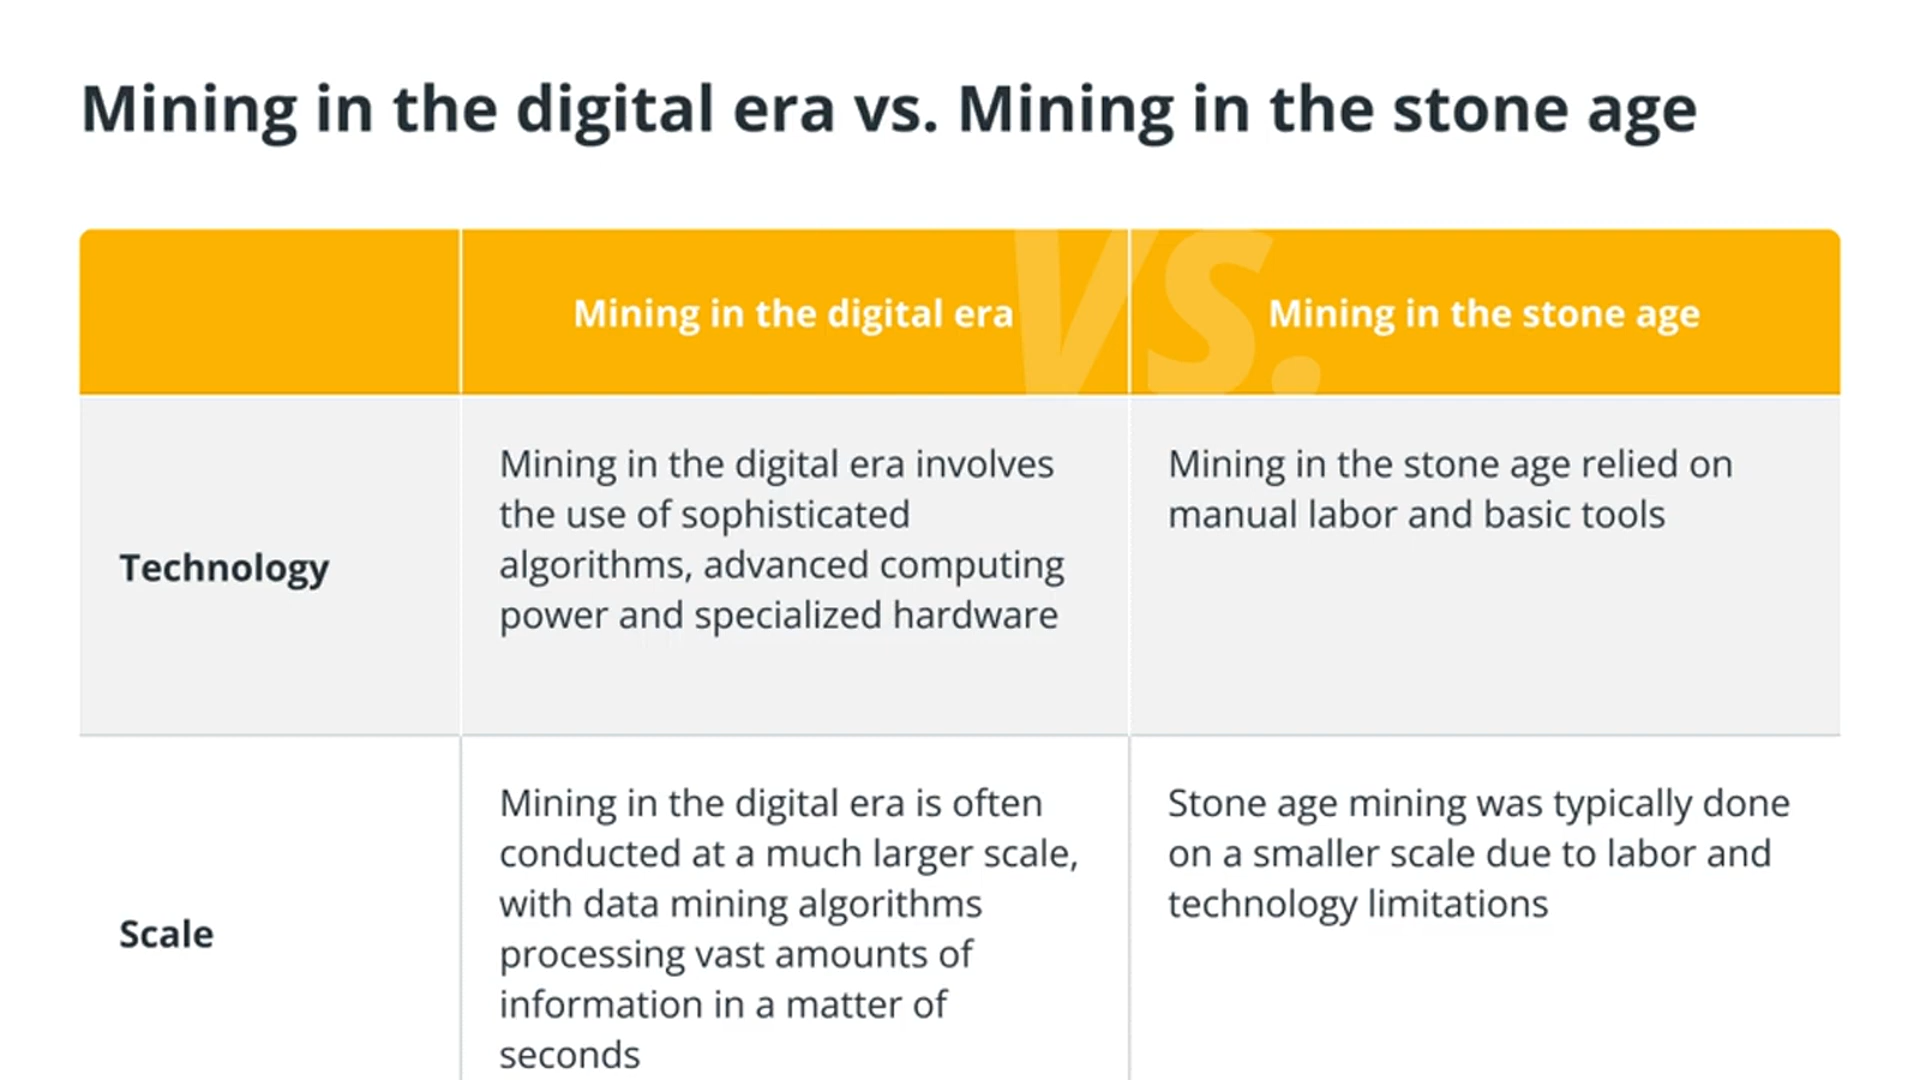 Mining in the digital era vs. Mining in the stone age
vs.
Mining in the digital era
Mining in the stone age
Technology
Mining in the digital era involves
the use of sophisticated
algorithms, advanced computing
power and specialized hardware
Mining in the stone age relied on
manual labor and basic tools
Scale
Mining in the digital era is often
conducted at a much larger scale,
with data mining algorithms
processing vast amounts of
information in a matter of
seconds
Stone age mining was typically done
on a smaller scale due to labor and
technology limitations